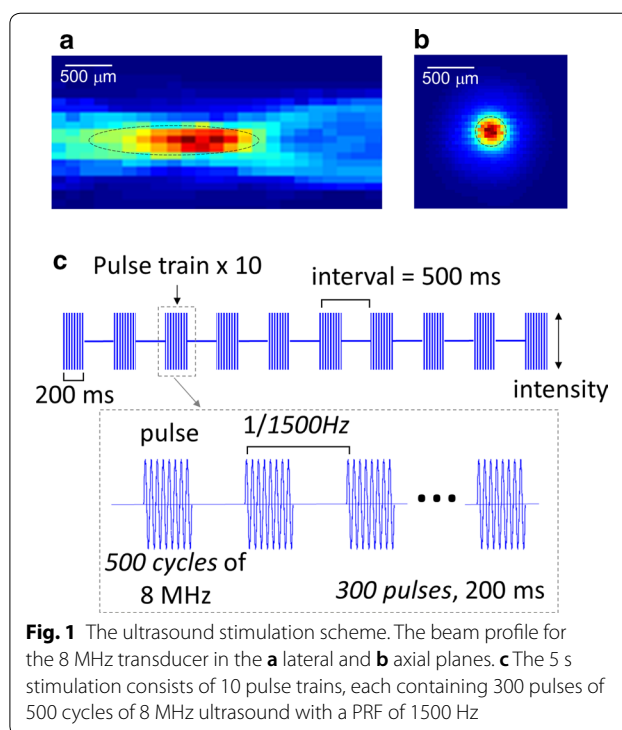 a
b
500 μm
500 μm
c
Pulse train x 10
interval = 500 ms
200 ms
intensity
pulse
1/1500Hz
500 cycles of
8 MHz
300 pulses, 200 ms
Fig. 1 The ultrasound stimulation scheme. The beam profile for
the 8 MHz transducer in the a lateral and b axial planes. c The 5 s
stimulation consists of 10 pulse trains, each containing 300 pulses of
500 cycles of 8 MHz ultrasound with a PRF of 1500 Hz